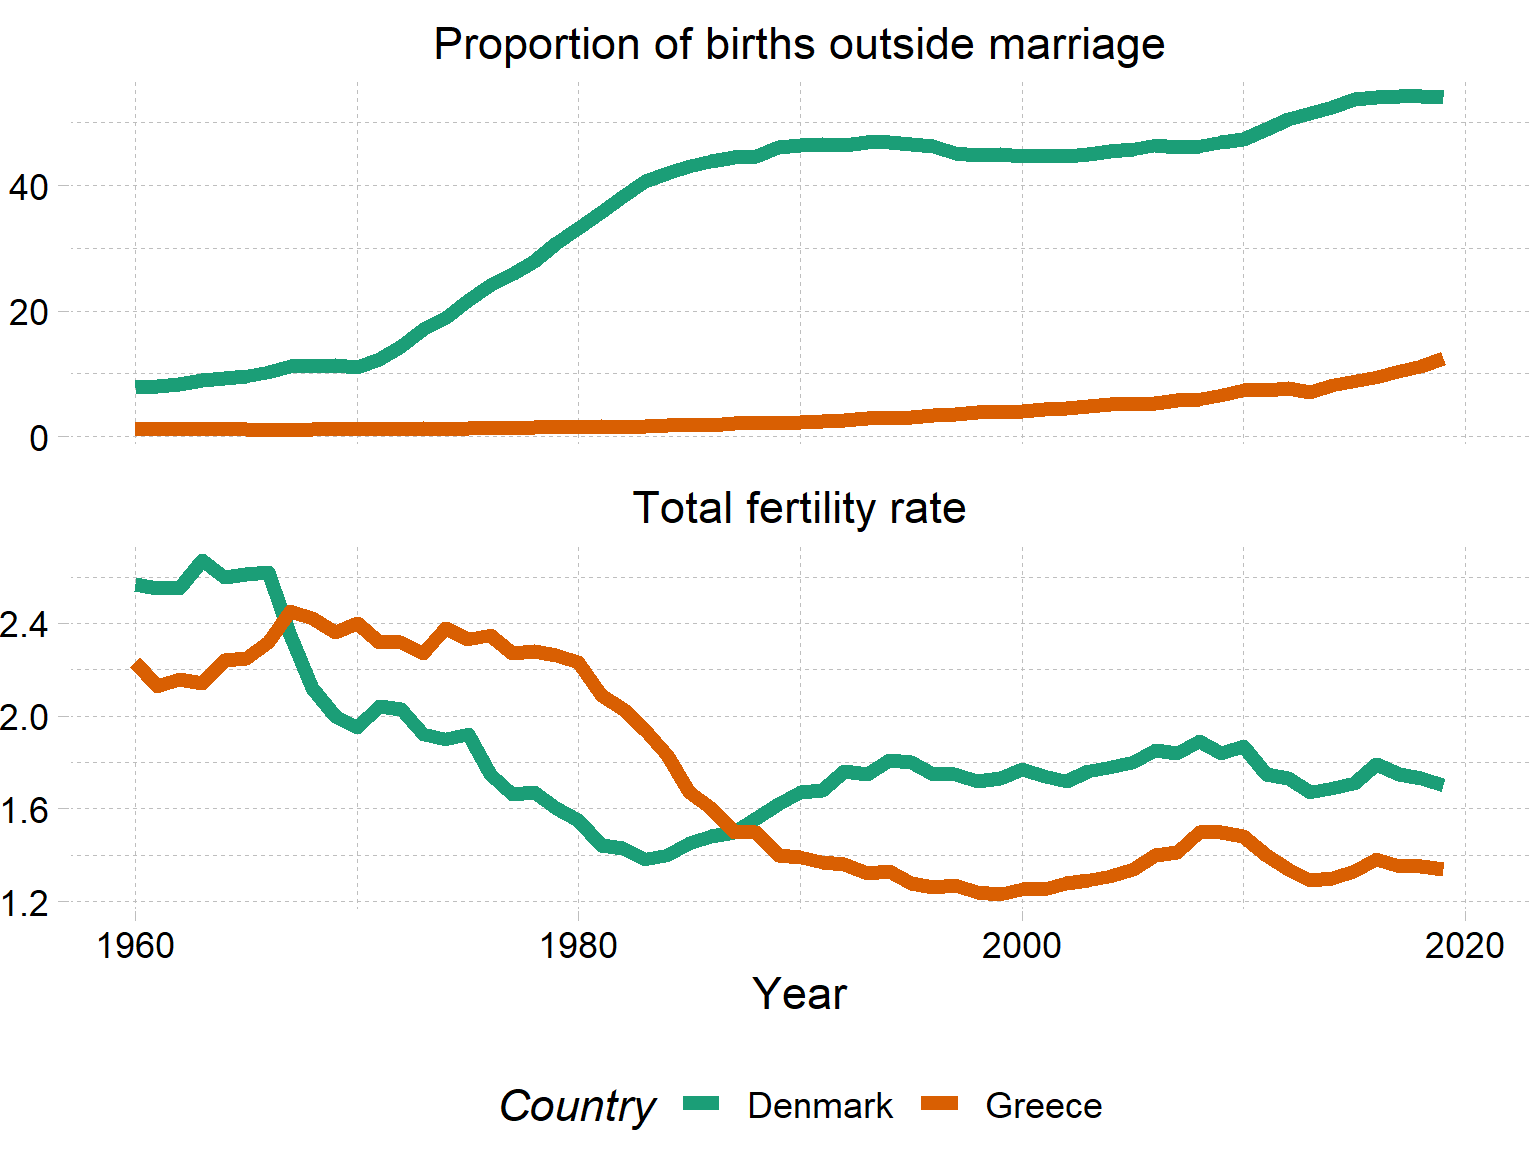 Proportion of births outside marriage
40
20
0
Total fertility rate
2.4
2.0
1.6
1.2
1960 1980 2000 2020
Year
Country Denmark Greece